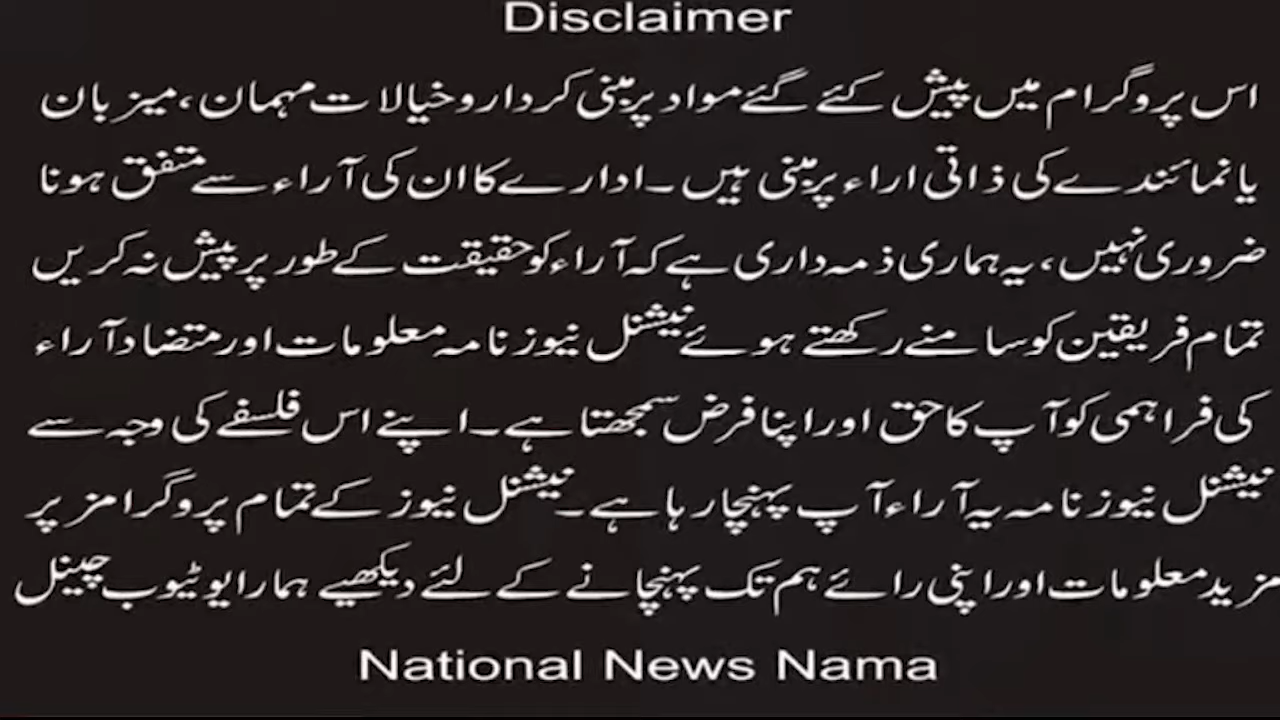 Disclaimer
اس پروگرام میں پیش کئے گئے مواد پر مبنی کردار و خیالات مہمان، میزبان
یا نمائندے کی ذاتی اراء پر مبنی ہیں۔ ادارے کا ان کی آراء سے متفق ہونا
ضروری نہیں، یہ ہماری ذمہ داری ہے کہ آراء کو حقیقت کے طور پر پیش نہ کریں
تمام فریقین کو سامنے رکھتے ہوئے نیشنل نیوز نامہ معلومات اور متضاد آراء
کی فراہمی کو آپ کا حق اور اپنا فرض سمجھتا ہے۔ اپنے اس فلسفے کی وجہ سے
نیشنل نیوز نامہ یہ آراء آپ پہنچا رہا ہے۔ نیشنل نیوز کے تمام پروگرامز پر
مزید معلومات اور اپنی رائے ہم تک پہنچانے کے لئے دیکھیے ہمارا یوٹیوب چینل
National News Nama